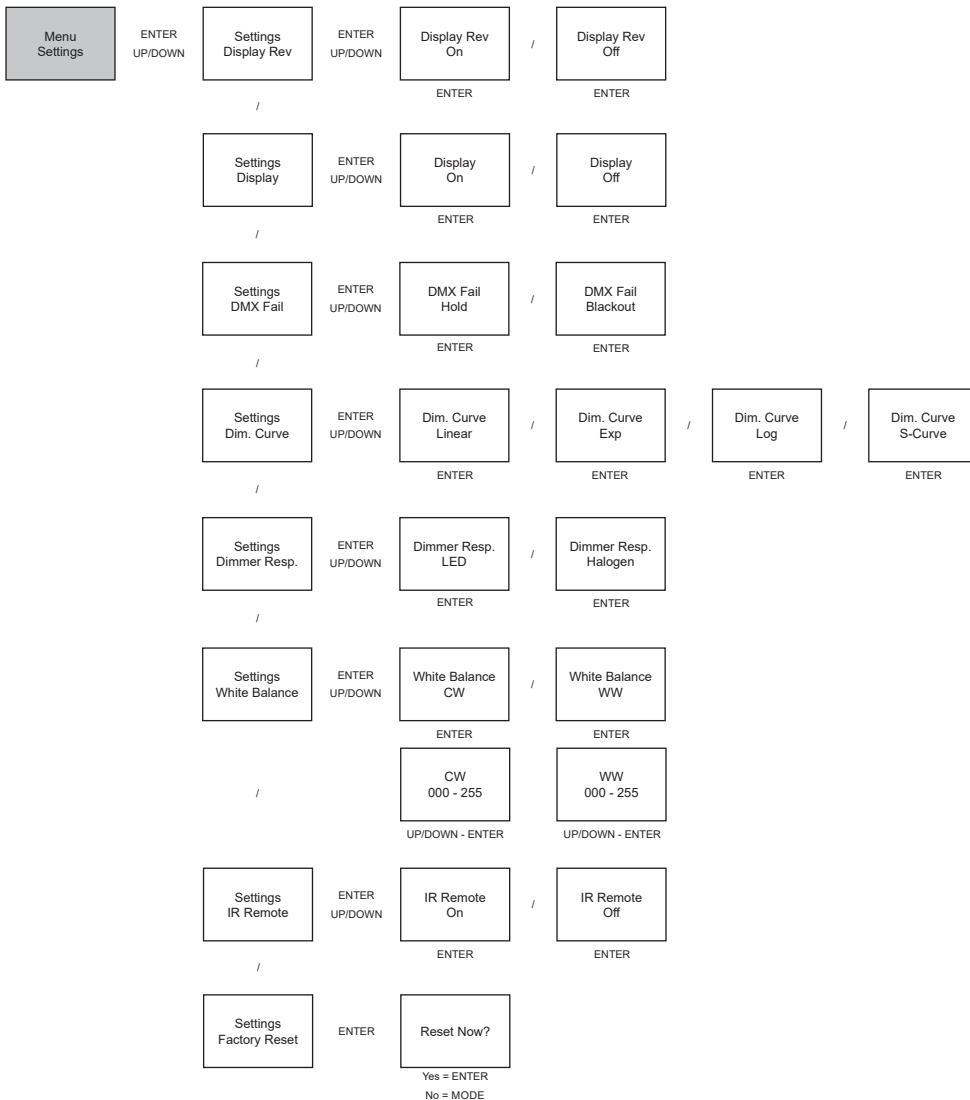 Menu
Settings
ENTER
UP/DOWN
Settings
Display Rev
ENTER
UP/DOWN
Display Rev
On
/
Display Rev
Off
ENTER
ENTER
/
Settings
Display
ENTER
UP/DOWN
Display
On
/
Display
Off
ENTER
ENTER
/
Settings
DMX Fail
ENTER
UP/DOWN
DMX Fail
Hold
/
DMX Fail
Blackout
ENTER
ENTER
/
Settings
Dim. Curve
ENTER
UP/DOWN
Dim. Curve
Linear
/
Dim. Curve
Exp
/
Dim. Curve
Log
/
Dim. Curve
S-Curve
ENTER
ENTER
ENTER
ENTER
/
Settings
Dimmer Resp.
ENTER
UP/DOWN
Dimmer Resp.
LED
/
Dimmer Resp.
Halogen
ENTER
ENTER
/
Settings
White Balance
ENTER
UP/DOWN
White Balance
CW
/
White Balance
WW
ENTER
ENTER
/
CW
000 - 255
WW
000 - 255
UP/DOWN - ENTER
UP/DOWN - ENTER
Settings
IR Remote
ENTER
UP/DOWN
IR Remote
On
/
IR Remote
Off
ENTER
ENTER
/
Settings
Factory Reset
ENTER
Reset Now?
Yes = ENTER
No = MODE